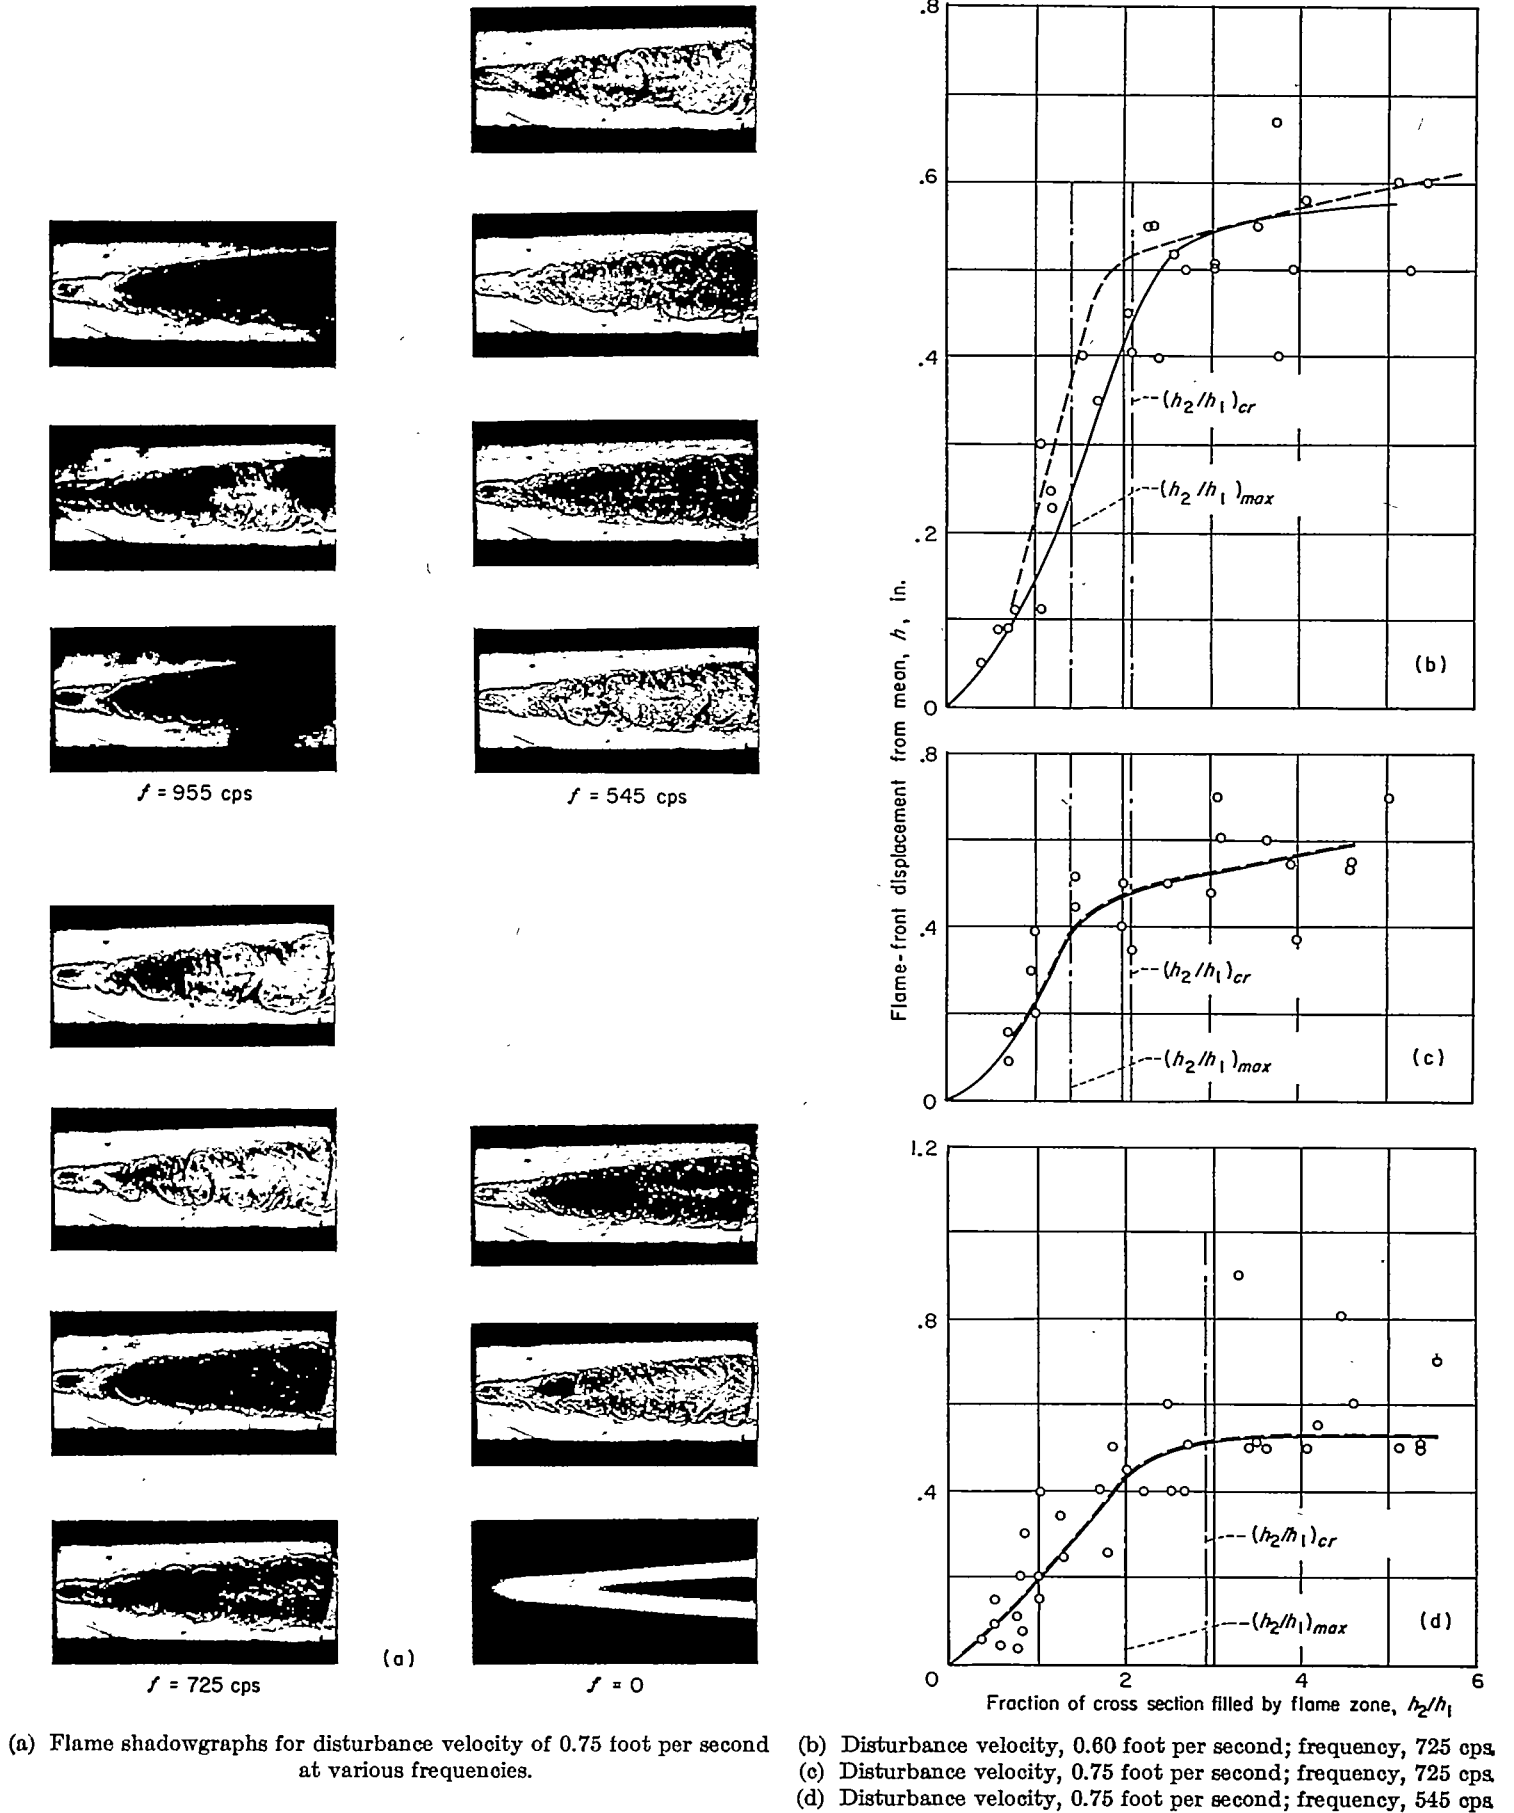 f = 955 cps
f = 545 cps
f = 725 cps
(a)
f = 0
.8
.6
.4
.2
0
(h2/h1)cr
(h2/h1)max
(b)
Flame-front displacement from mean, h, in.
.8
.4
0
(h2/h1)cr
(h2/h1)max
(c)
1.2
.8
.4
0
2
4
6
(h2/h1)cr
(h2/h1)max
(d)
Fraction of cross section filled by flame zone, h2/h1
(a) Flame shadowgraphs for disturbance velocity of 0.75 foot per second
at various frequencies.
(b) Disturbance velocity, 0.60 foot per second; frequency, 725 cps.
(c) Disturbance velocity, 0.75 foot per second; frequency, 725 cps.
(d) Disturbance velocity, 0.75 foot per second; frequency, 545 cps